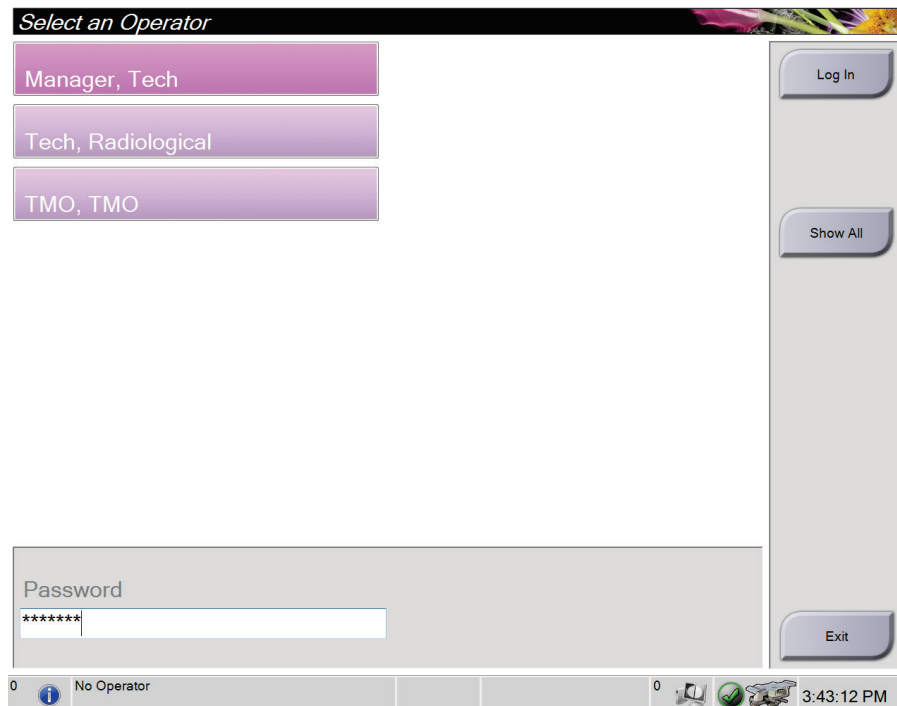 Select an Operator
Manager, Tech
Log In
Tech, Radiological
TMO, TMO
Show All
Password
*******
Exit
0
No Operator
0
3:43:12 PM